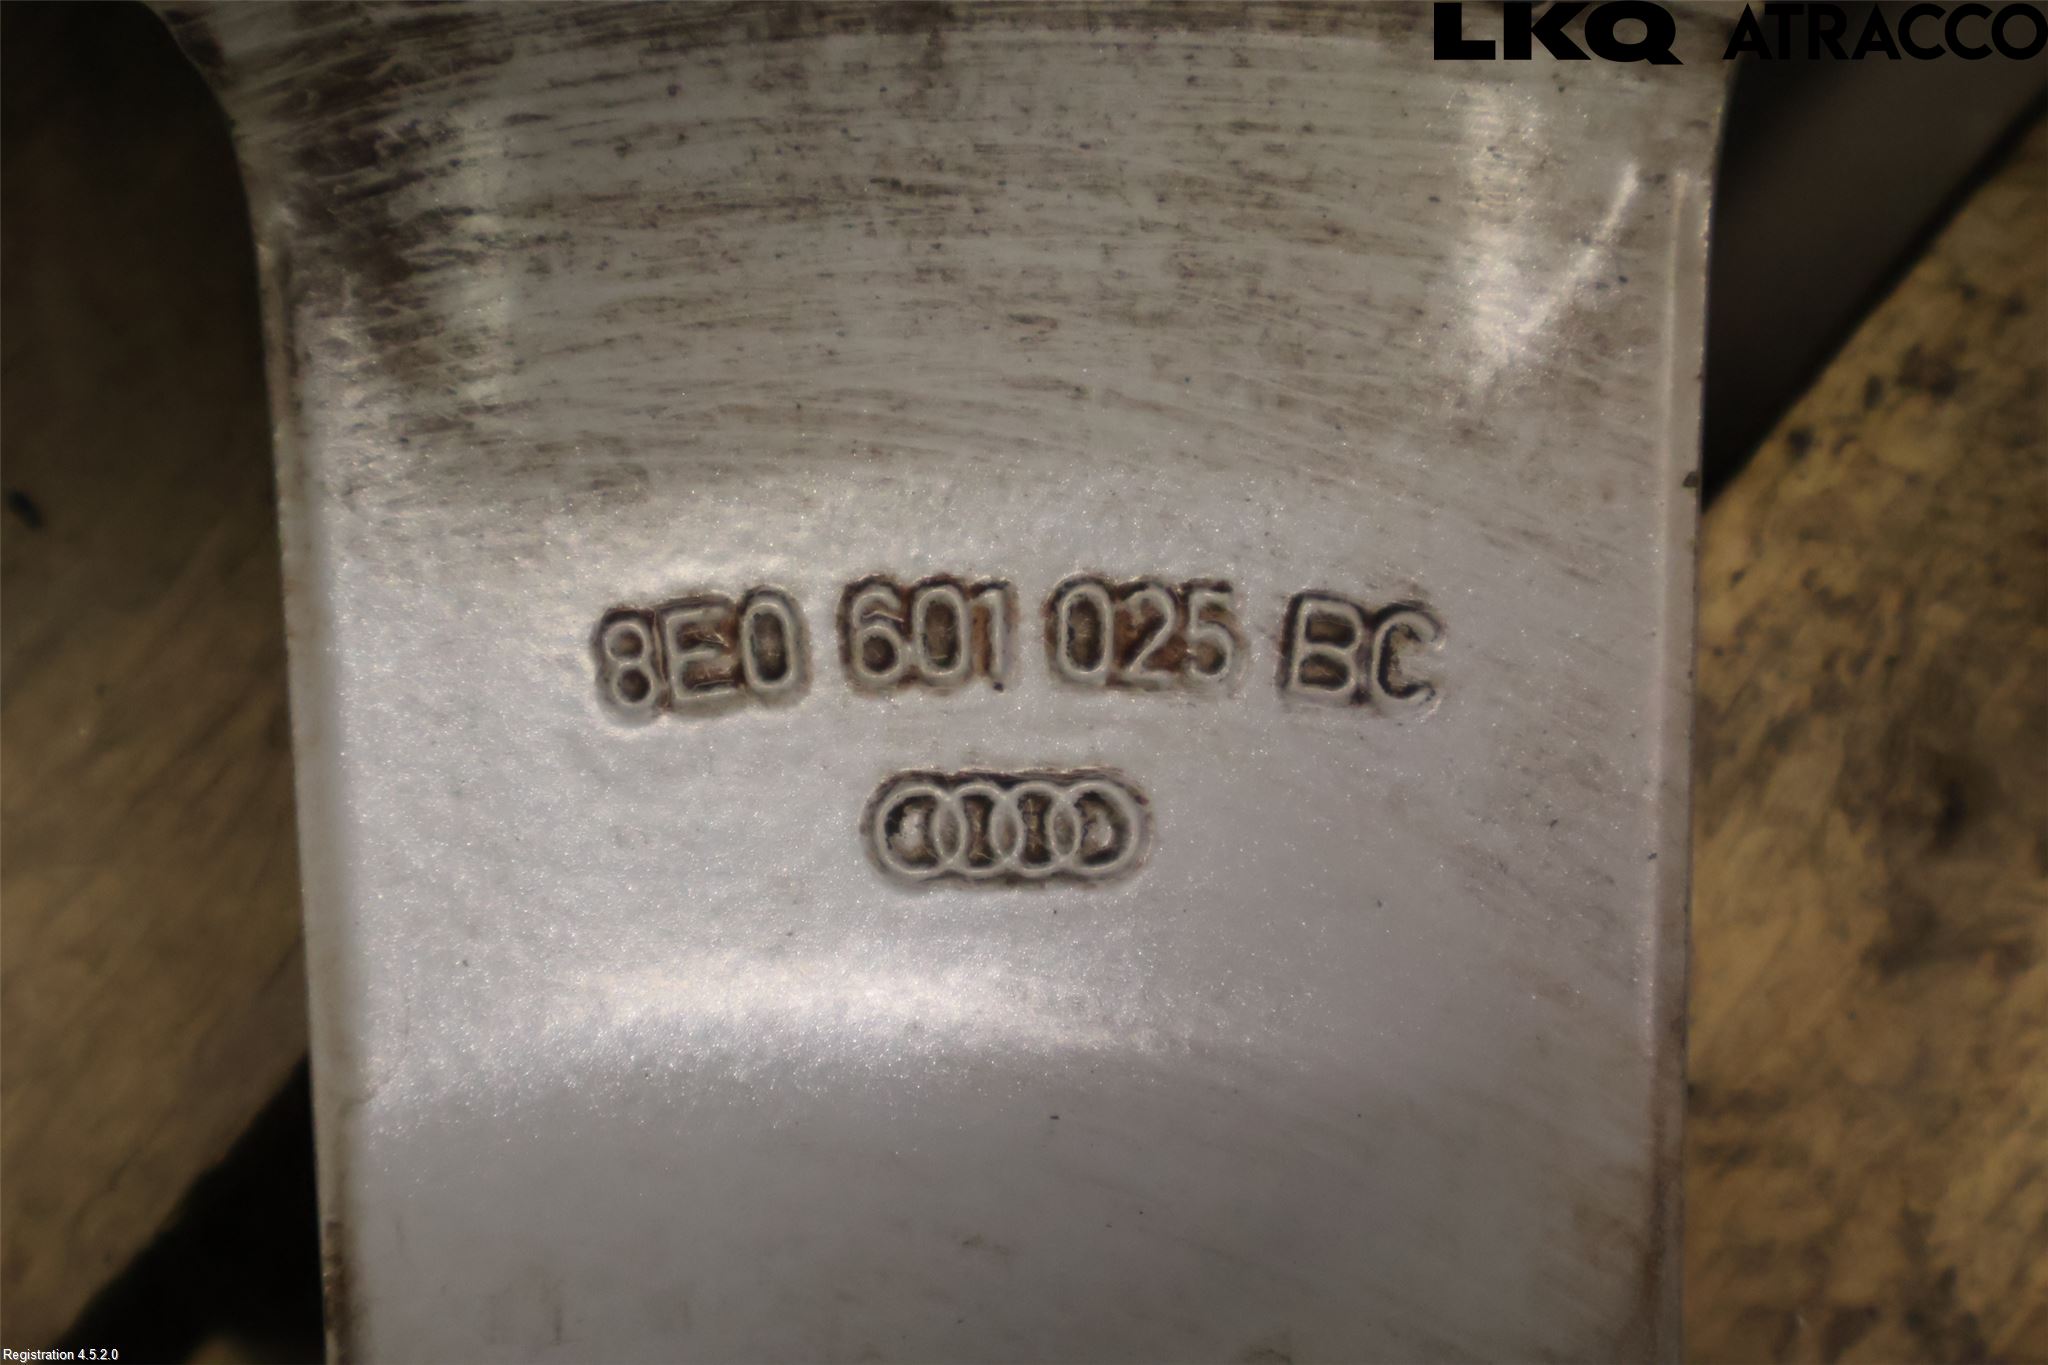 LKQ ATRACCO
8E0 601 025 BC
Registration 4.5.2.0